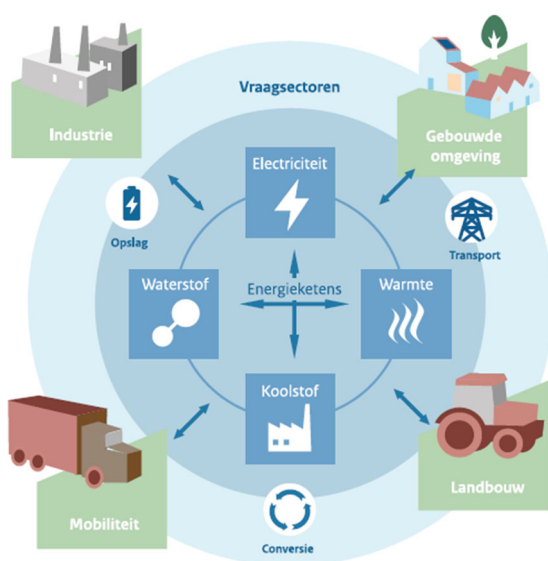 Vraagsectoren
Industrie
Gebouwde
omgeving
Electriciteit
Opslag
Transport
Waterstof
Energieketens
Warmte
Koolstof
Mobiliteit
Landbouw
Conversie